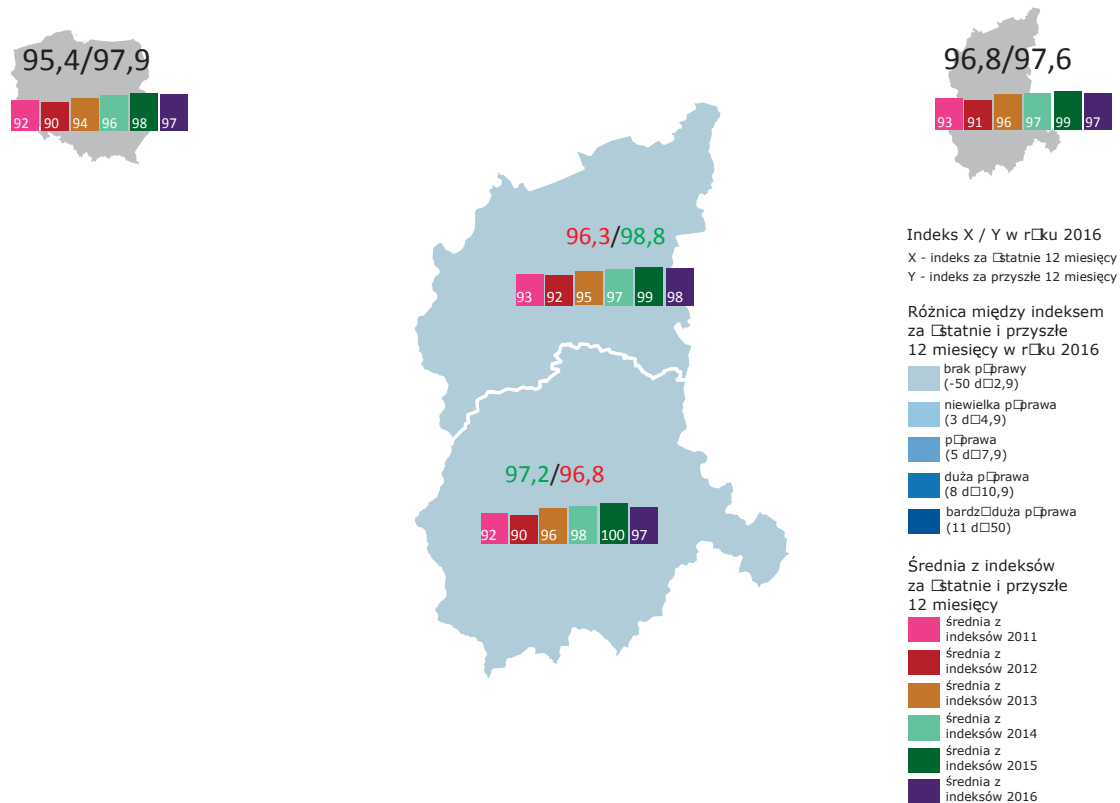 95,4/97,9
92 90 94 96 98 97
96,8/97,6
93 91 96 97 99 97
96,3/98,8
93 92 95 97 99 98
97,2/96,8
92 90 96 98 100 97
Indeks X / Y w r□ku 2016
X - indeks za □statnie 12 miesięcy
Y - indeks za przyszłe 12 miesięcy
Różnica między indeksem
za □statnie i przyszłe
12 miesięcy w r□ku 2016
brak p□prawy
(-50 d□2,9)
niewielka p□prawa
(3 d□4,9)
p□prawa
(5 d□7,9)
duża p□prawa
(8 d□10,9)
bardz□duża p□prawa
(11 d□50)
Średnia z indeksów
za □statnie i przyszłe
12 miesięcy
średnia z
indeksów 2011
średnia z
indeksów 2012
średnia z
indeksów 2013
średnia z
indeksów 2014
średnia z
indeksów 2015
średnia z
indeksów 2016